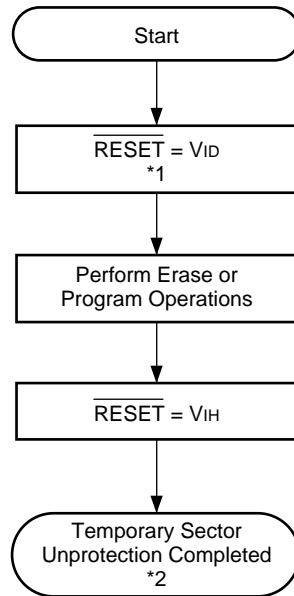 Start
RESET = VID
*1
Perform Erase or
Program Operations
RESET = VIH
Temporary Sector
Unprotection Completed
*2